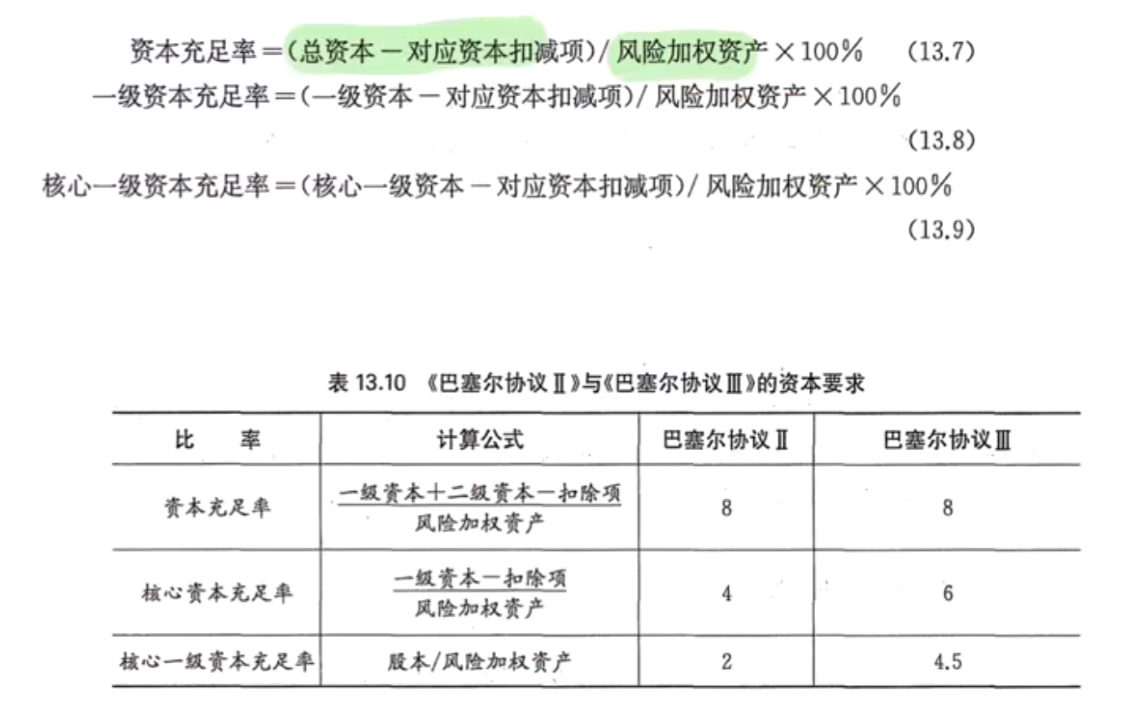 资本充足率=(总资本－对应资本扣减项)/风险加权资产×100%　(13.7)
一级资本充足率=(一级资本－对应资本扣减项)/风险加权资产×100%
(13.8)
核心一级资本充足率=(核心一级资本－对应资本扣减项)/风险加权资产×100%
(13.9)
表 13.10 《巴塞尔协议Ⅱ》与《巴塞尔协议Ⅲ》的资本要求
比　率　计算公式　巴塞尔协议Ⅱ　巴塞尔协议Ⅲ
一级资本＋二级资本－扣除项
资本充足率　8　8
风险加权资产
一级资本－扣除项
核心资本充足率　4　6
风险加权资产
核心一级资本充足率　股本/风险加权资产　2　4.5